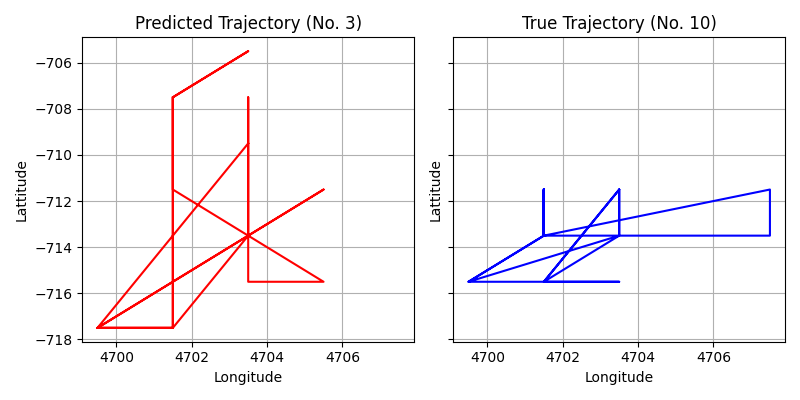 Predicted Trajectory (No. 3)
True Trajectory (No. 10)
−706
−708
−710
−712
−714
−716
−718
Lattitude
Lattitude
4700 4702 4704 4706
4700 4702 4704 4706
Longitude
Longitude